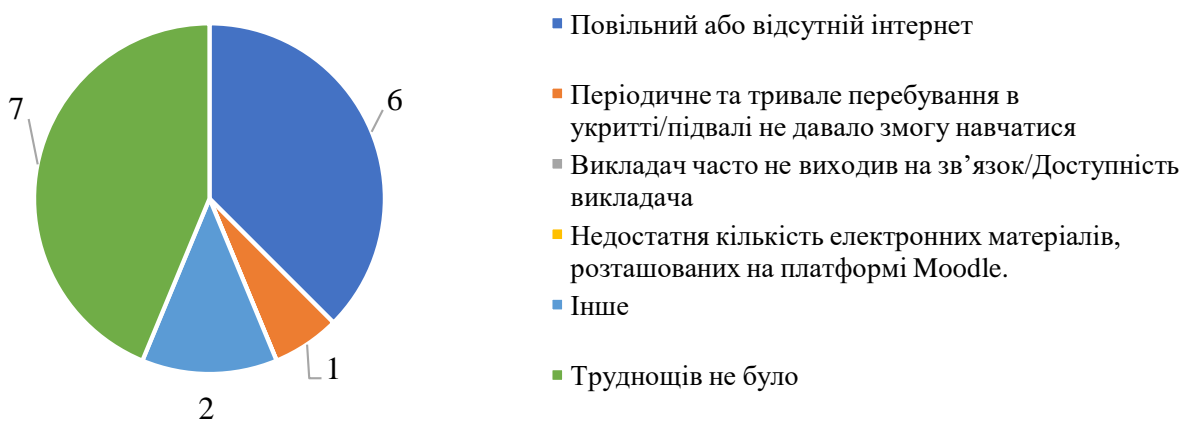 7
6
1
2
Повільний або відсутній інтернет
Періодичне та тривале перебування в
укритті/підвалі не давало змогу навчатися
Викладач часто не виходив на зв’язок/Доступність
викладача
Недостатня кількість електронних матеріалів,
розташованих на платформі Moodle.
Інше
Труднощів не було